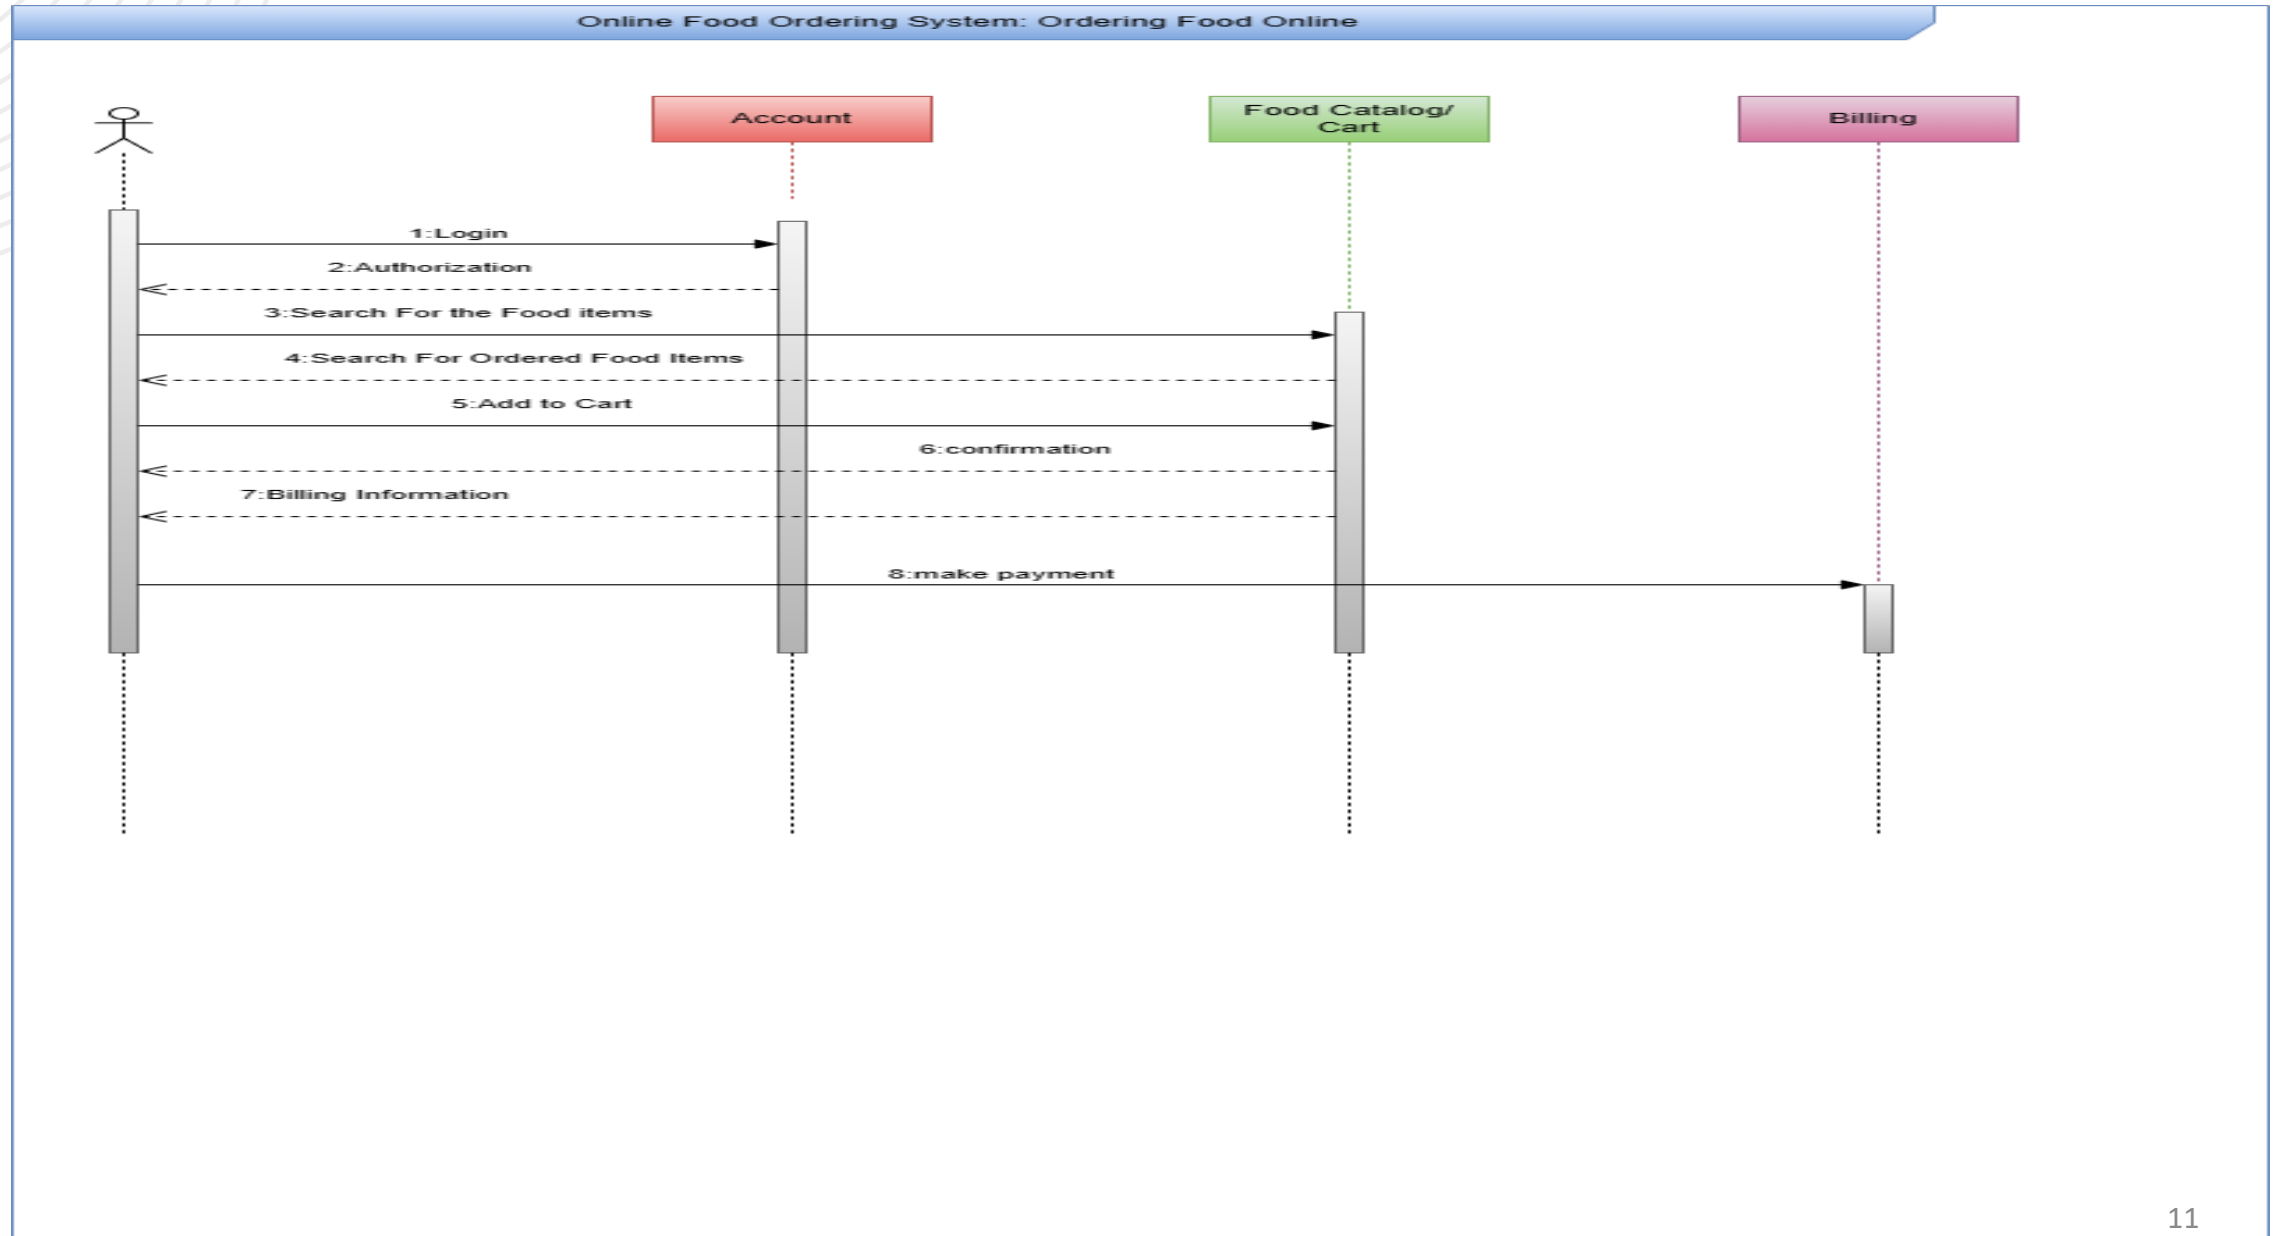 Online Food Ordering System: Ordering Food Online
Account
Food Catalog/
Cart
Billing
1:Login
2:Authorization
3:Search For the Food items
4:Search For Ordered Food Items
5:Add to Cart
6:confirmation
7:Billing Information
8:make payment
11